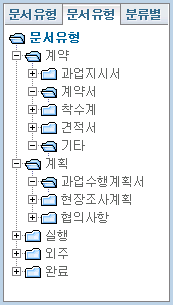 문서유형 문서유형 분류별
문서유형
계약
과업지시서
계약서
착수계
견적서
기타
계획
과업수행계획서
현장조사계획
협의사항
실행
외주
완료